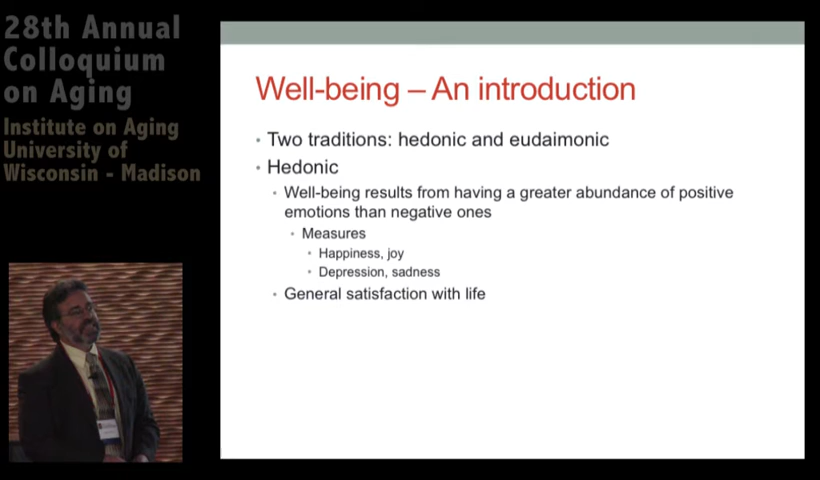 28th Annual
Colloquium
on Aging
Institute on Aging
University of
Wisconsin - Madison
Well-being – An introduction
• Two traditions: hedonic and eudaimonic
• Hedonic
• Well-being results from having a greater abundance of positive
emotions than negative ones
• Measures
• Happiness, joy
• Depression, sadness
• General satisfaction with life